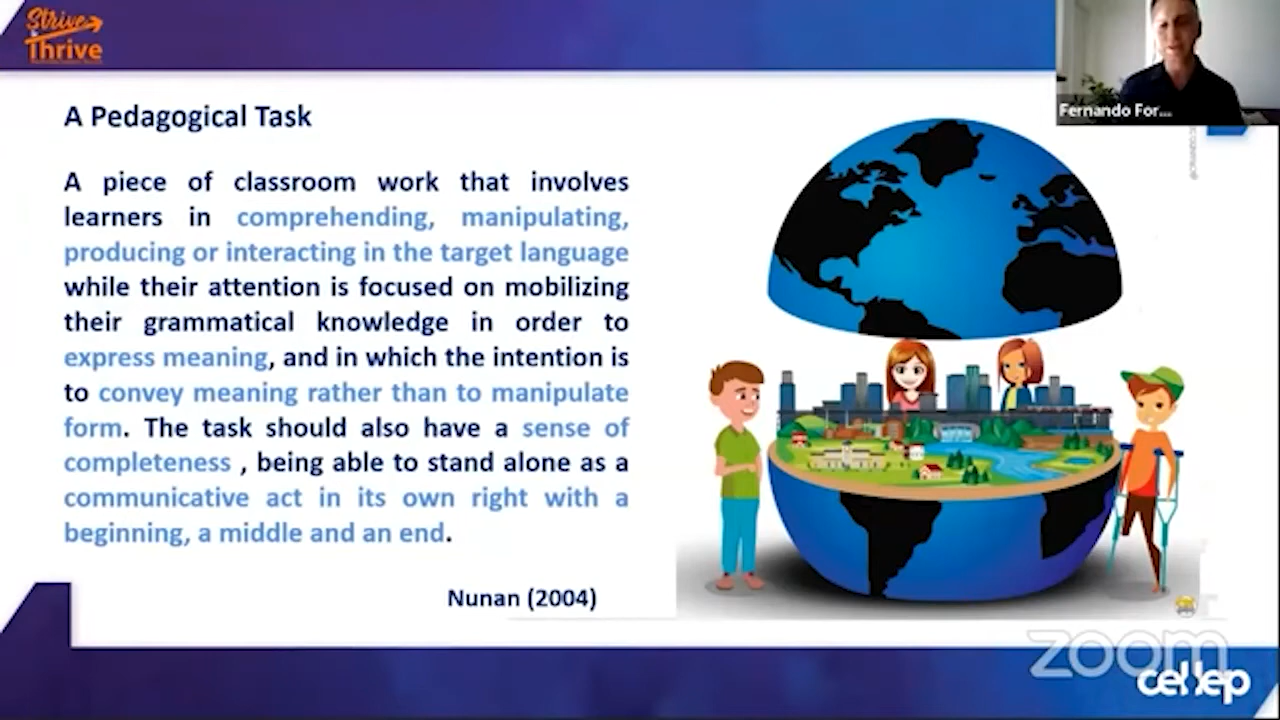 Strive
Thrive
Fernando For...
A Pedagogical Task
A piece of classroom work that involves
learners in comprehending, manipulating,
producing or interacting in the target language
while their attention is focused on mobilizing
their grammatical knowledge in order to
express meaning, and in which the intention is
to convey meaning rather than to manipulate
form. The task should also have a sense of
completeness , being able to stand alone as a
communicative act in its own right with a
beginning, a middle and an end.
Nunan (2004)
zoom
cel lep